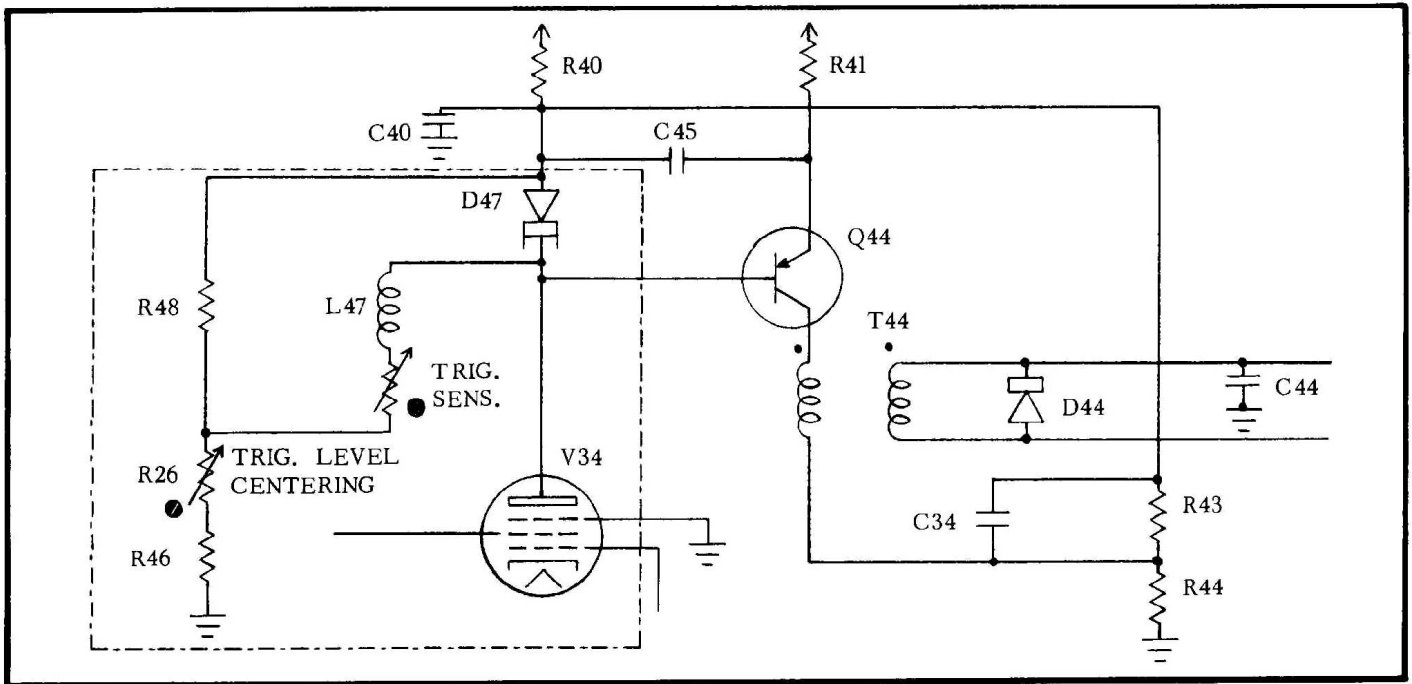 R40
R41
C40
C45
D47
Q44
R48
L47
T44
TRIG.
SENS.
D44
C44
R26
TRIG. LEVEL
CENTERING
V34
C34
R43
R46
R44